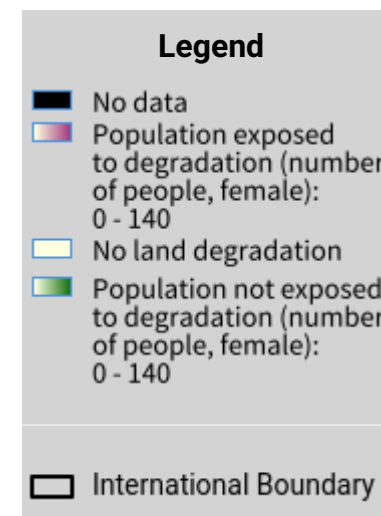 Legend
No data
Population exposed
to degradation (number
of people, female):
0 - 140
No land degradation
Population not exposed
to degradation (number
of people, female):
0 - 140
International Boundary